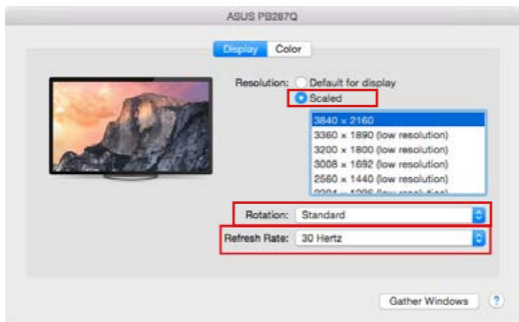 ASUS PB287Q
Display Color
Resolution: Default for display
Scaled
3840 × 2160
3360 × 1890 (low resolution)
3200 × 1800 (low resolution)
3008 × 1692 (low resolution)
2560 × 1440 (low resolution)
Rotation: Standard
Refresh Rate: 30 Hertz
Gather Windows ?